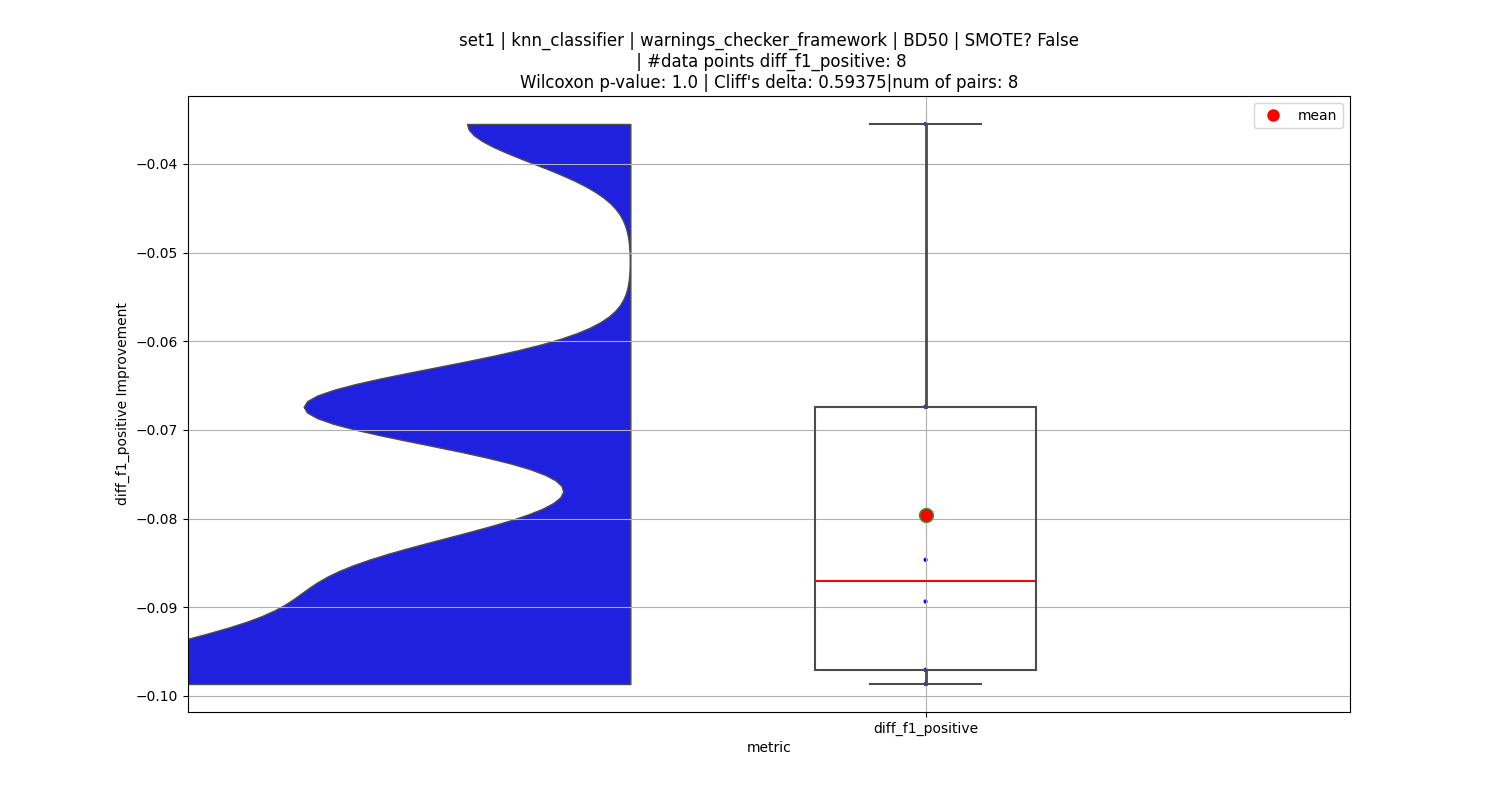 set1 | knn_classifier | warnings_checker_framework | BD50 | SMOTE? False
| #data points diff_f1_positive: 8
Wilcoxon p-value: 1.0 | Cliff's delta: 0.59375|num of pairs: 8
mean
−0.04
−0.05
−0.06
−0.07
−0.08
−0.09
−0.10
diff_f1_positive Improvement
diff_f1_positive
metric